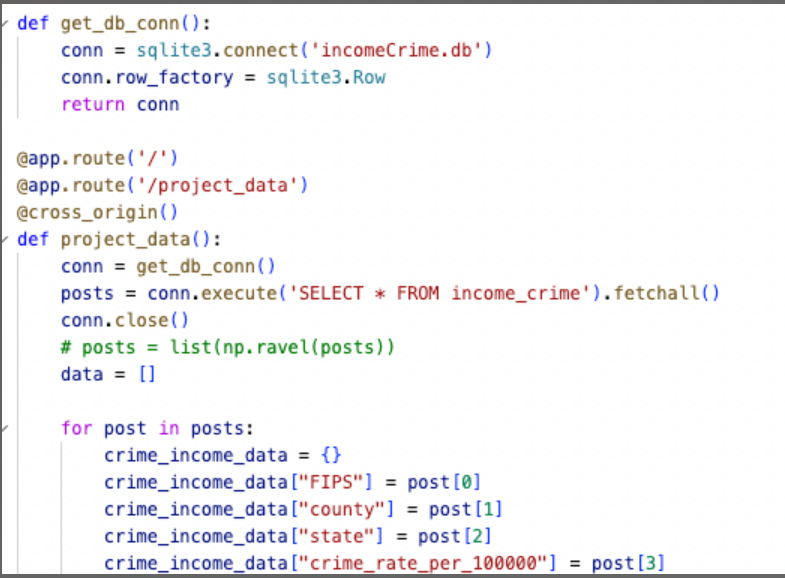 def get_db_conn():
    conn = sqlite3.connect('incomeCrime.db')
    conn.row_factory = sqlite3.Row
    return conn

@app.route('/')
@app.route('/project_data')
@cross_origin()
def project_data():
    conn = get_db_conn()
    posts = conn.execute('SELECT * FROM income_crime').fetchall()
    conn.close()
    # posts = list(np.ravel(posts))
    data = []

    for post in posts:
        crime_income_data = {}
        crime_income_data["FIPS"] = post[0]
        crime_income_data["county"] = post[1]
        crime_income_data["state"] = post[2]
        crime_income_data["crime_rate_per_100000"] = post[3]